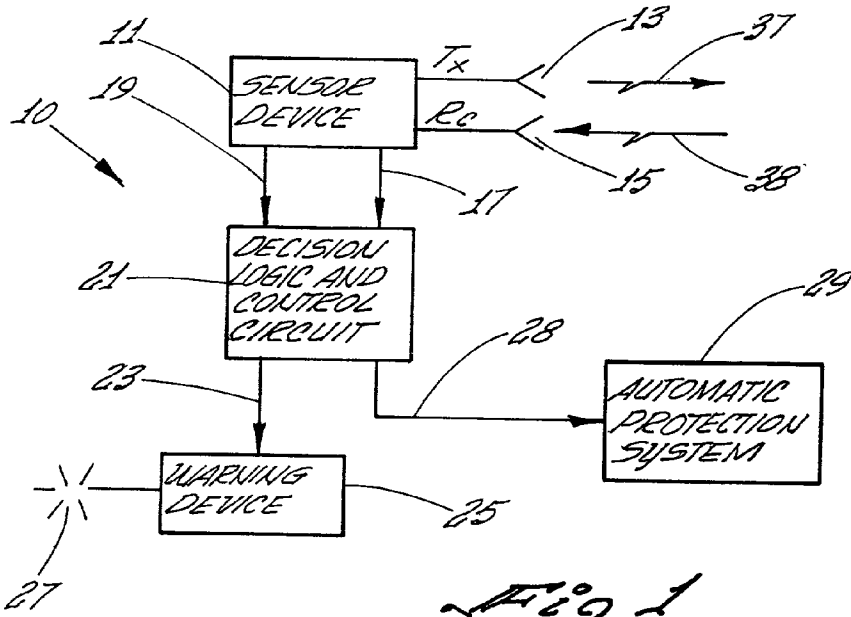 11
13
37
Tx
SENSOR
DEVICE
19
10
Rc
15
38
17
DECISION
LOGIC AND
CONTROL
CIRCUIT
21
29
28
23
AUTOMATIC
PROTECTION
SYSTEM
WARNING
DEVICE
25
27
Fig 1